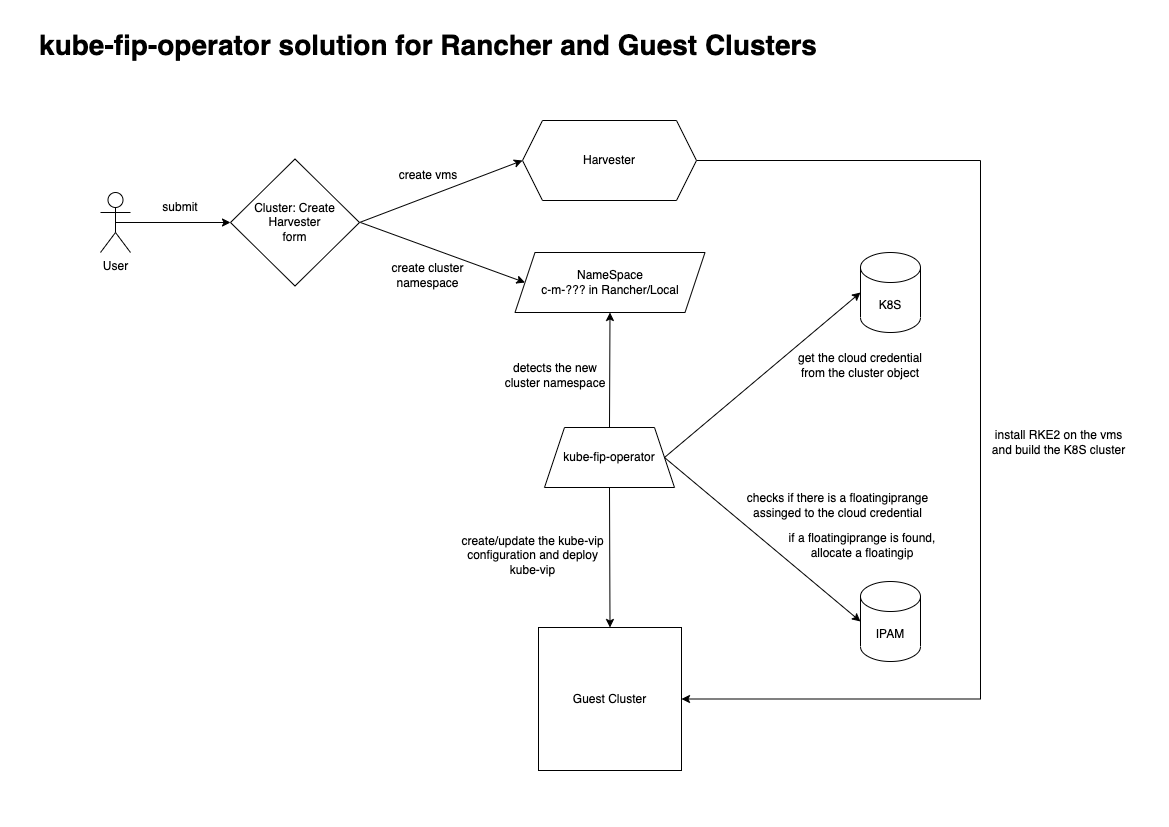 kube-fip-operator solution for Rancher and Guest Clusters
submit
User
Cluster: Create
Harvester
form
create vms
create cluster
namespace
Harvester
NameSpace
c-m-??? in Rancher/Local
detects the new
cluster namespace
kube-fip-operator
K8S
get the cloud credential
from the cluster object
install RKE2 on the vms
and build the K8S cluster
checks if there is a floatingiprange
assinged to the cloud credential
if a floatingiprange is found,
allocate a floatingip
create/update the kube-vip
configuration and deploy
kube-vip
IPAM
Guest Cluster